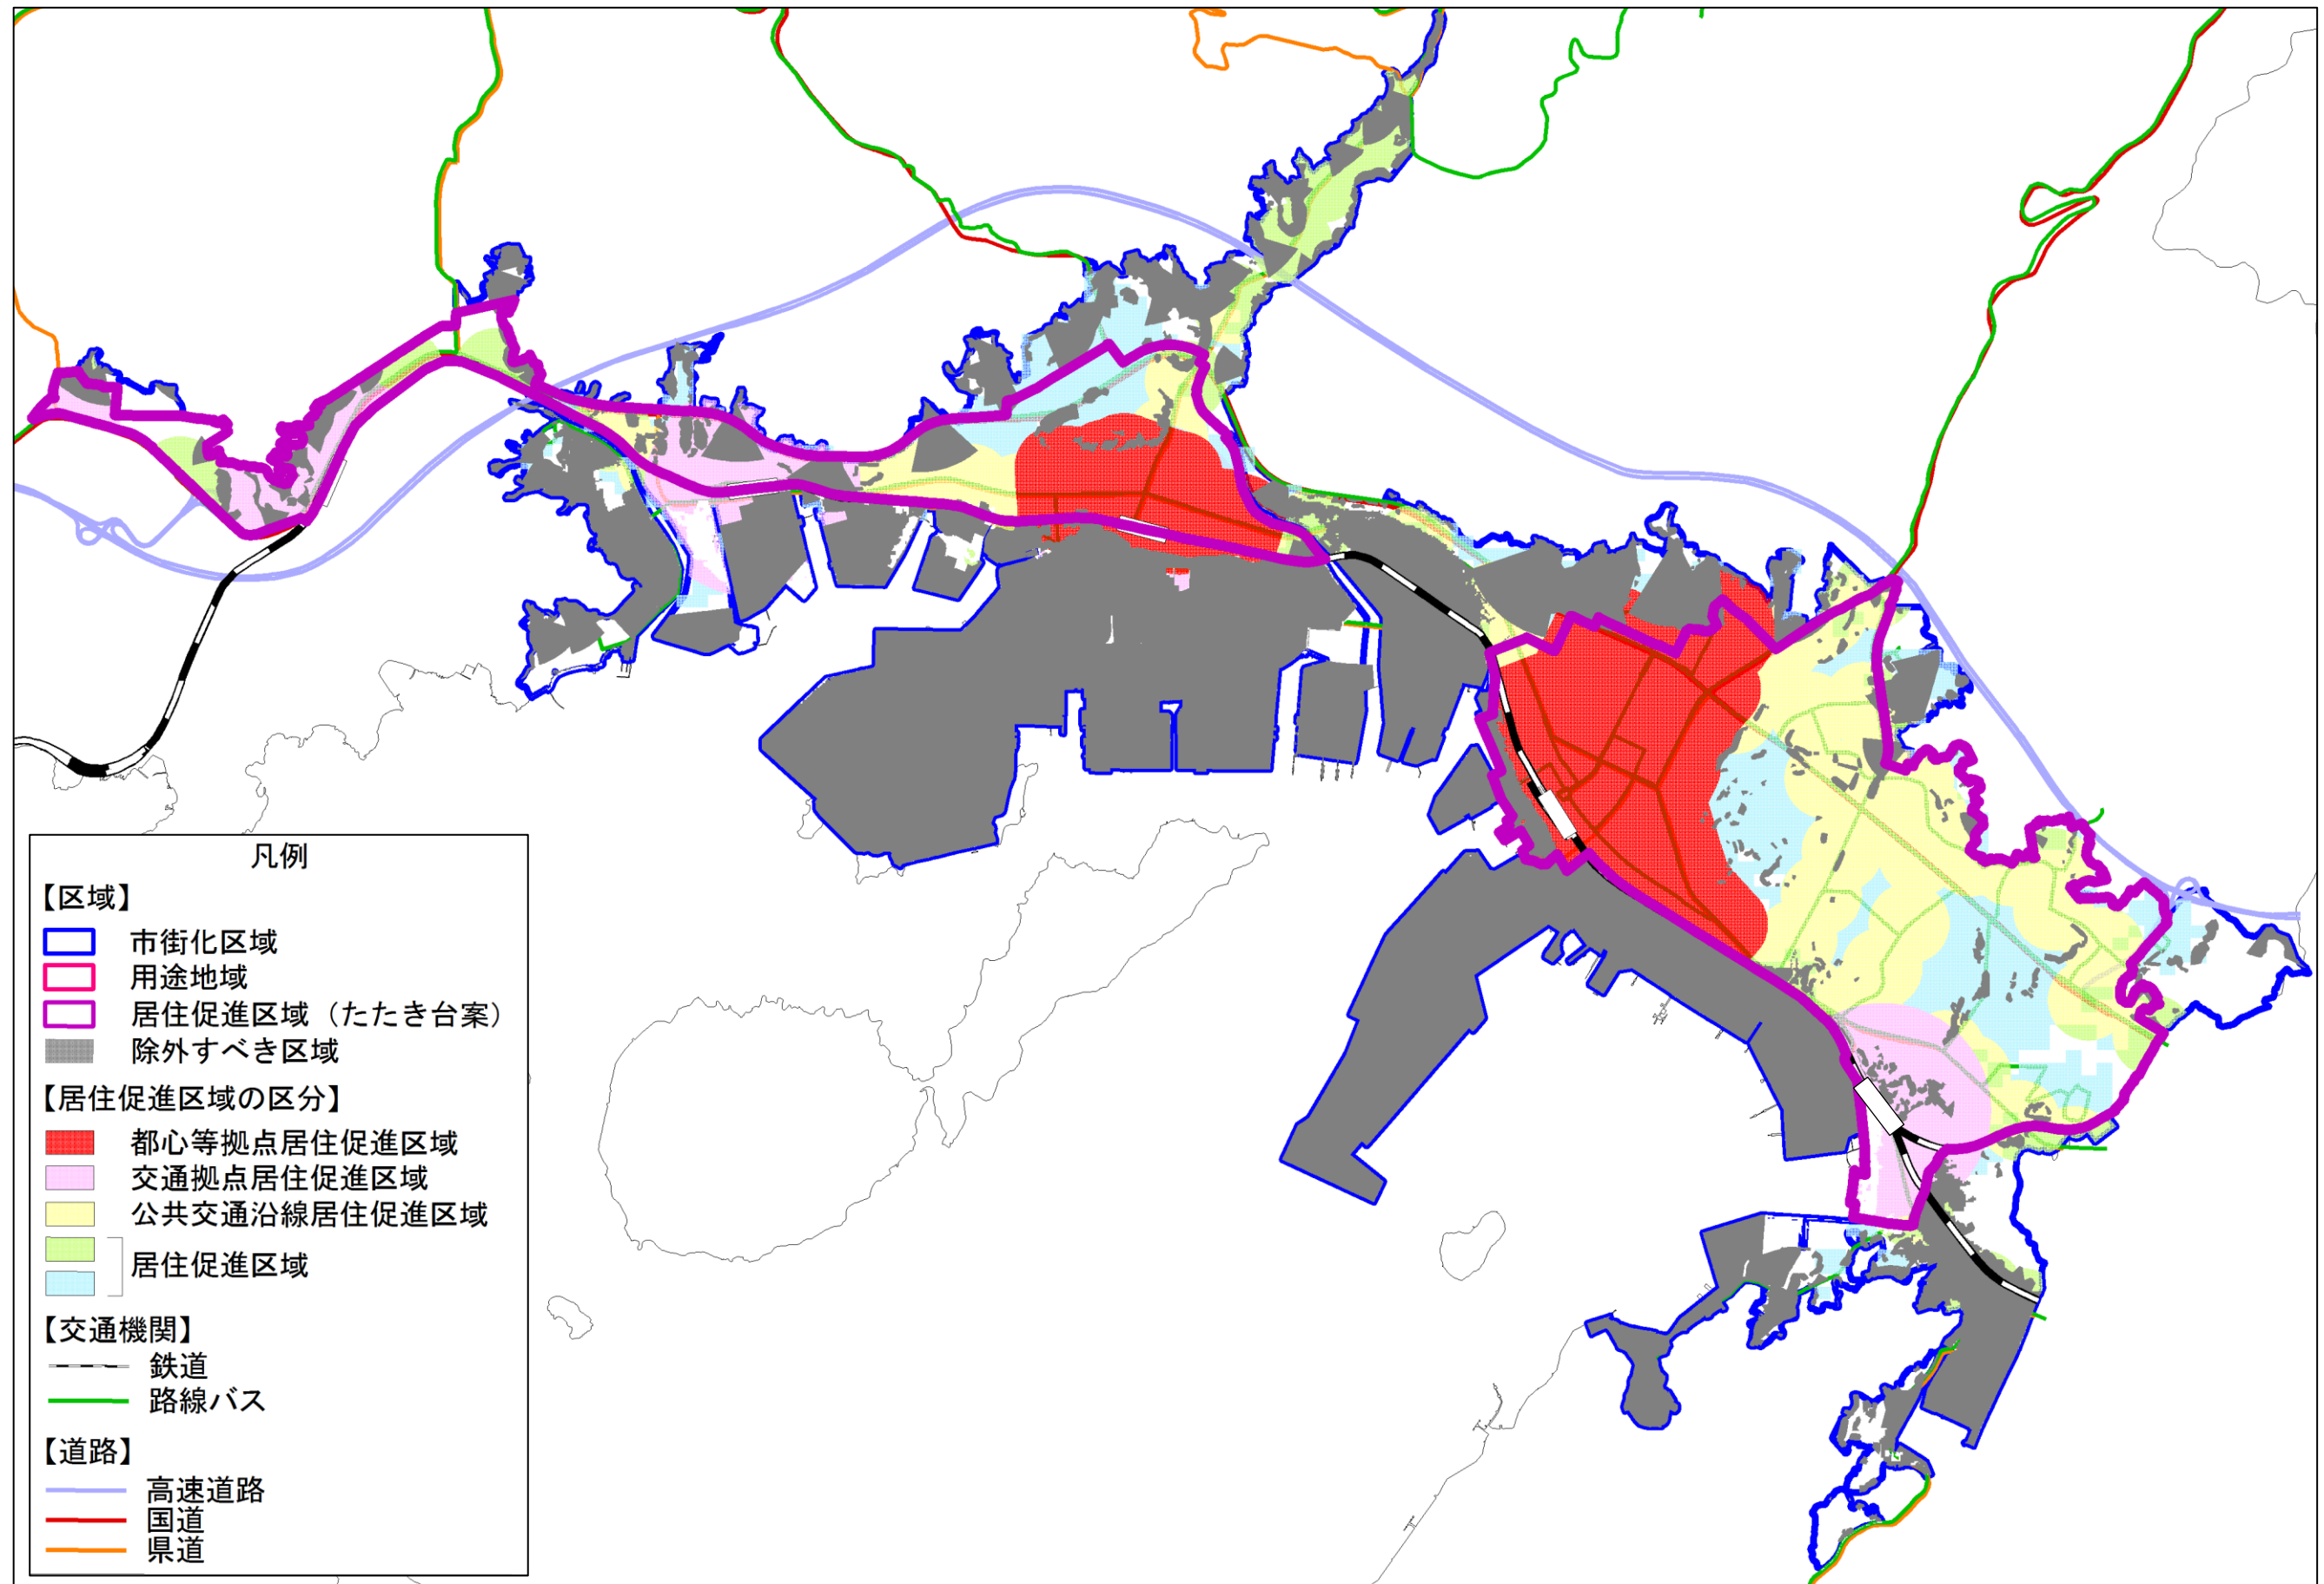 凡例
【区域】
市街化区域
用途地域
居住促進区域（たたき台案）
除外すべき区域
【居住促進区域の区分】
都心等拠点居住促進区域
交通拠点居住促進区域
公共交通沿線居住促進区域
居住促進区域
【交通機関】
鉄道
路線バス
【道路】
高速道路
国道
県道